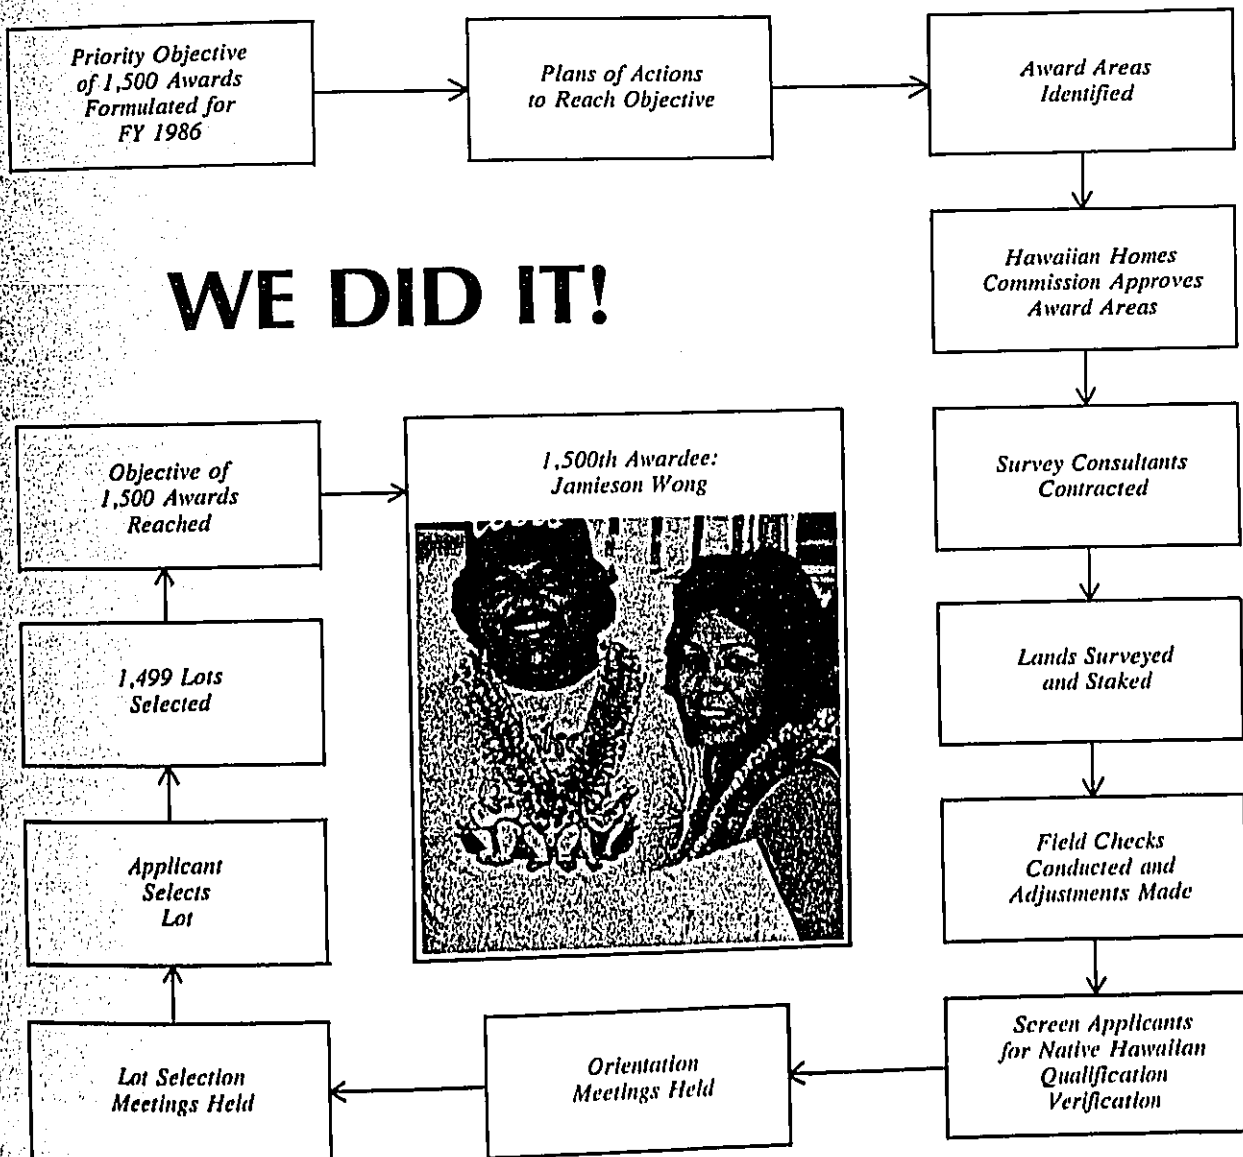 Priority Objective
of 1,500 Awards
Formulated for
FY 1986
Plans of Actions
to Reach Objective
Award Areas
Identified
Hawaiian Homes
Commission Approves
Award Areas
WE DID IT!
Survey Consultants
Contracted
Lands Surveyed
and Staked
Field Checks
Conducted and
Adjustments Made
Screen Applicants
for Native Hawaiian
Qualification
Verification
Orientation
Meetings Held
Lot Selection
Meetings Held
Applicant
Selects
Lot
1,499 Lots
Selected
Objective of
1,500 Awards
Reached
1,500th Awardee:
Jamieson Wong